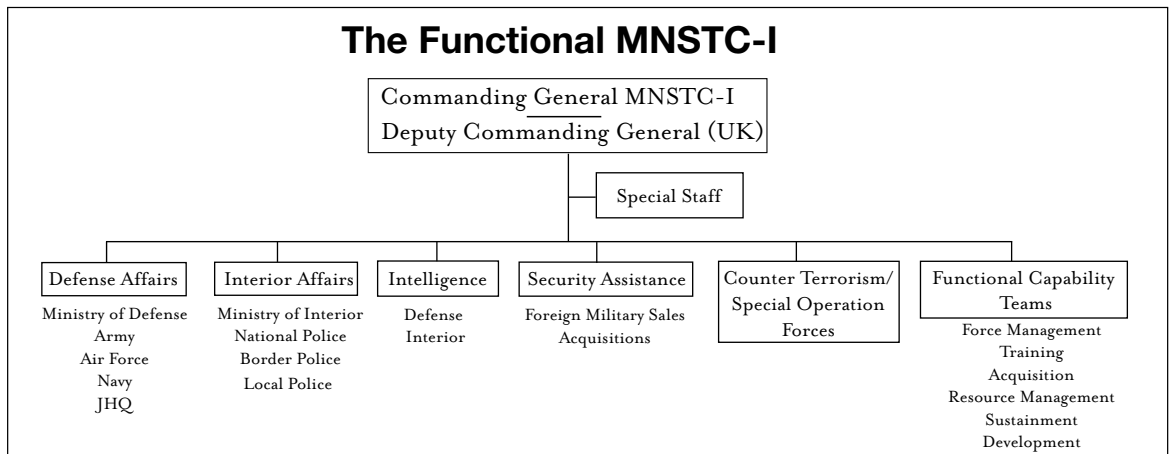 The Functional MNSTC-I
Commanding General MNSTC-I
Deputy Commanding General (UK)
Special Staff
Defense Affairs
Ministry of Defense
Army
Air Force
Navy
JHQ
Interior Affairs
Ministry of Interior
National Police
Border Police
Local Police
Intelligence
Defense
Interior
Security Assistance
Foreign Military Sales
Acquisitions
Counter Terrorism/
Special Operation
Forces
Functional Capability
Teams
Force Management
Training
Acquisition
Resource Management
Sustainment
Development